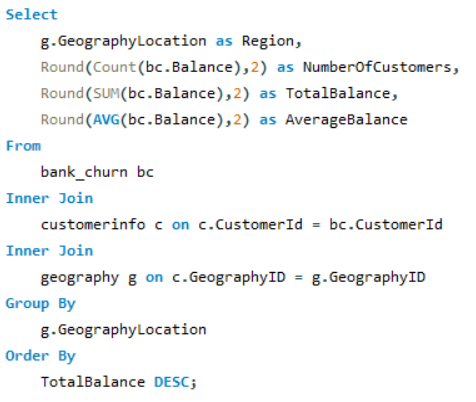 Select
g.GeographyLocation as Region,
Round(Count(bc.Balance),2) as NumberOfCustomers,
Round(SUM(bc.Balance),2) as TotalBalance,
Round(AVG(bc.Balance),2) as AverageBalance
From
bank_churn bc
Inner Join
customerinfo c on c.CustomerId = bc.CustomerId
Inner Join
geography g on c.GeographyID = g.GeographyID
Group By
g.GeographyLocation
Order By
TotalBalance DESC;